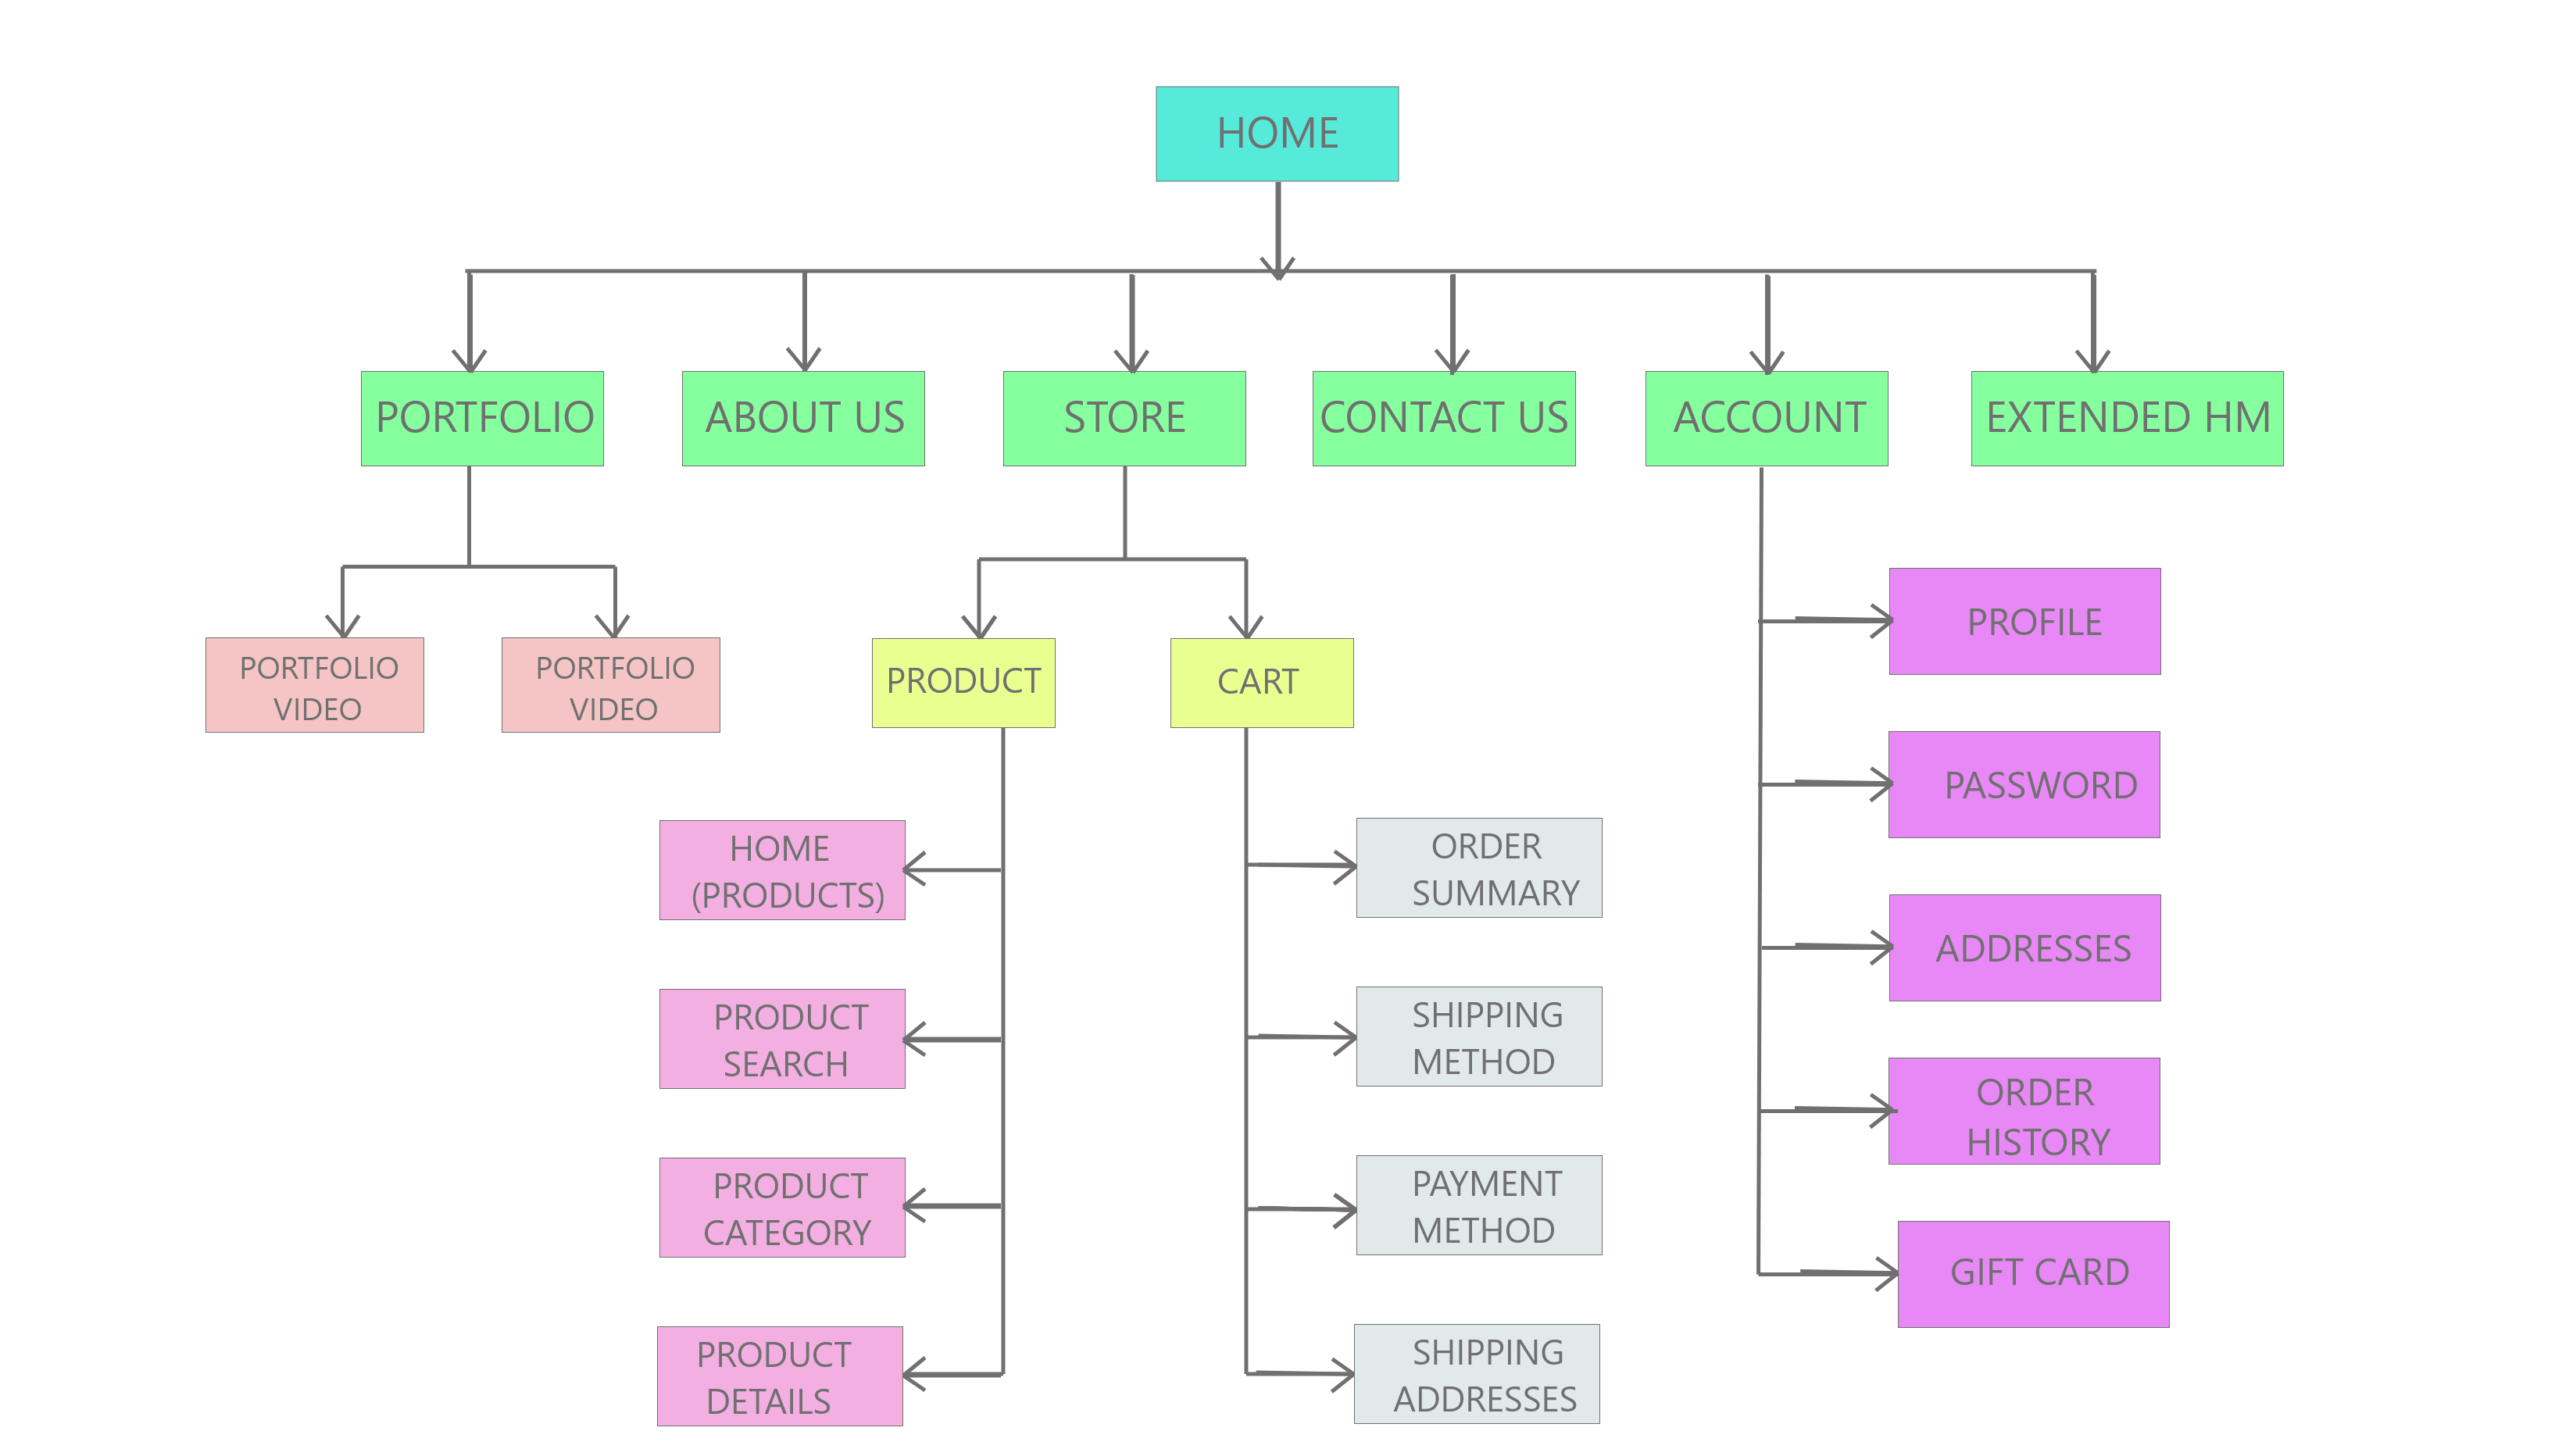 HOME
PORTFOLIO
ABOUT US
STORE
CONTACT US
ACCOUNT
EXTENDED HM
PORTFOLIO
VIDEO
PORTFOLIO
VIDEO
PRODUCT
CART
HOME
(PRODUCTS)
PRODUCT
SEARCH
PRODUCT
CATEGORY
PRODUCT
DETAILS
ORDER
SUMMARY
SHIPPING
METHOD
PAYMENT
METHOD
SHIPPING
ADDRESSES
PROFILE
PASSWORD
ADDRESSES
ORDER
HISTORY
GIFT CARD